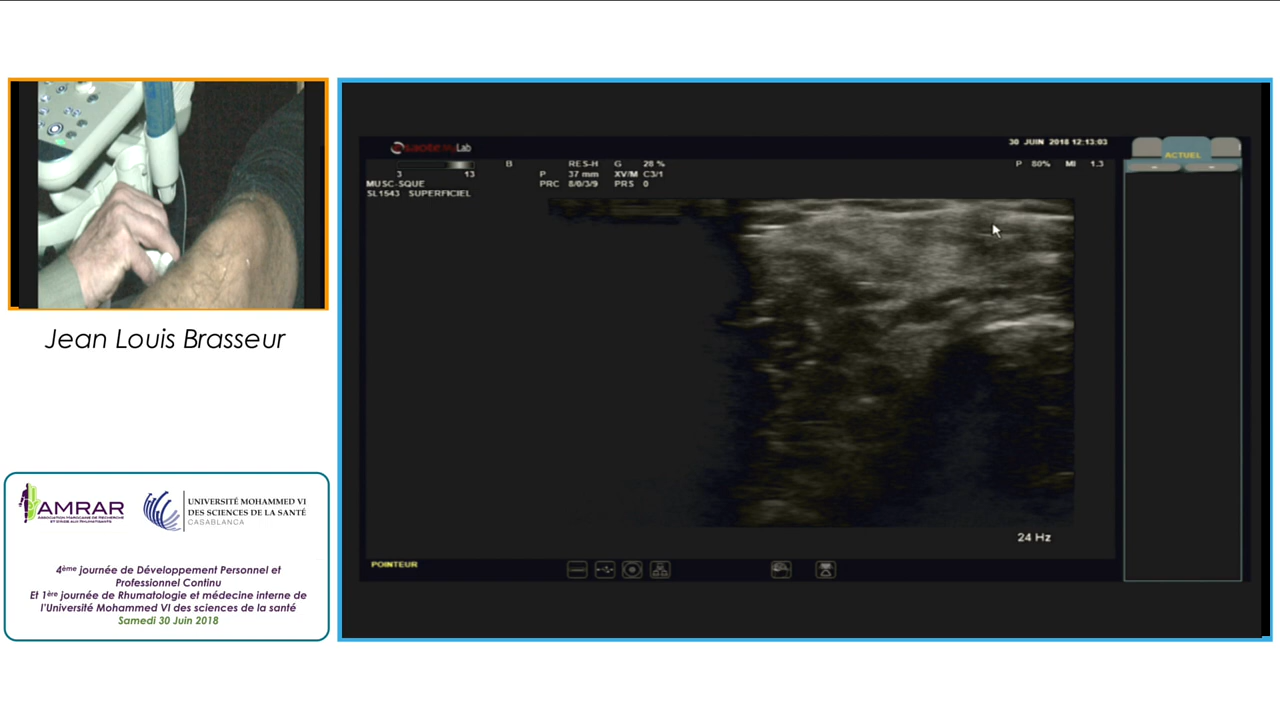 Jean Louis Brasseur
AMRAR
UNIVERSITÉ MOHAMMED VI
DES SCIENCES DE LA SANTÉ
CASABLANCA
4ème journée de Développement Personnel et
Professionnel Continu
Et 1ère journée de Rhumatologie et médecine interne de
l'Université Mohammed VI des sciences de la santé
Samedi 30 Juin 2018
Lab
30 JUIN 2018 12:13:03
ACTUEL
B RES-H G 28 % P 80% MI 1.3
3 13 P 37 mm XV/M C3/1
MUSC-SQUE PRC 8/0/3/9 PRS 0
SL1543 SUPERFICIEL
24 Hz
POINTEUR